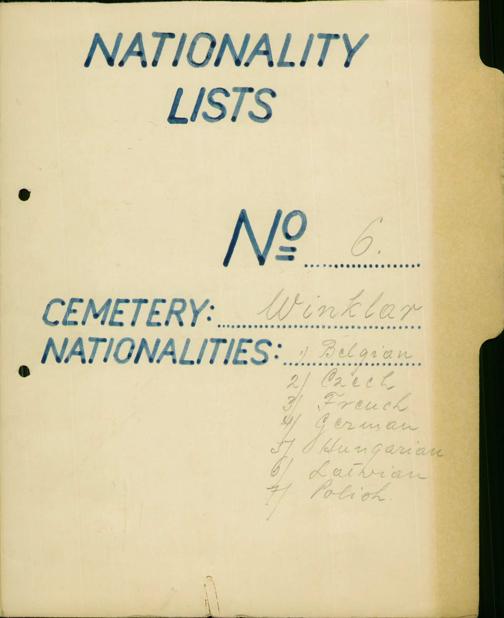 NATIONALITY
LISTS
Nº 6.
CEMETERY: Winklar
NATIONALITIES: 1) Belgian
2/ Czech
3/ French
4/ German
5/ Hungarian
6/ Latvian
7/ Polish.